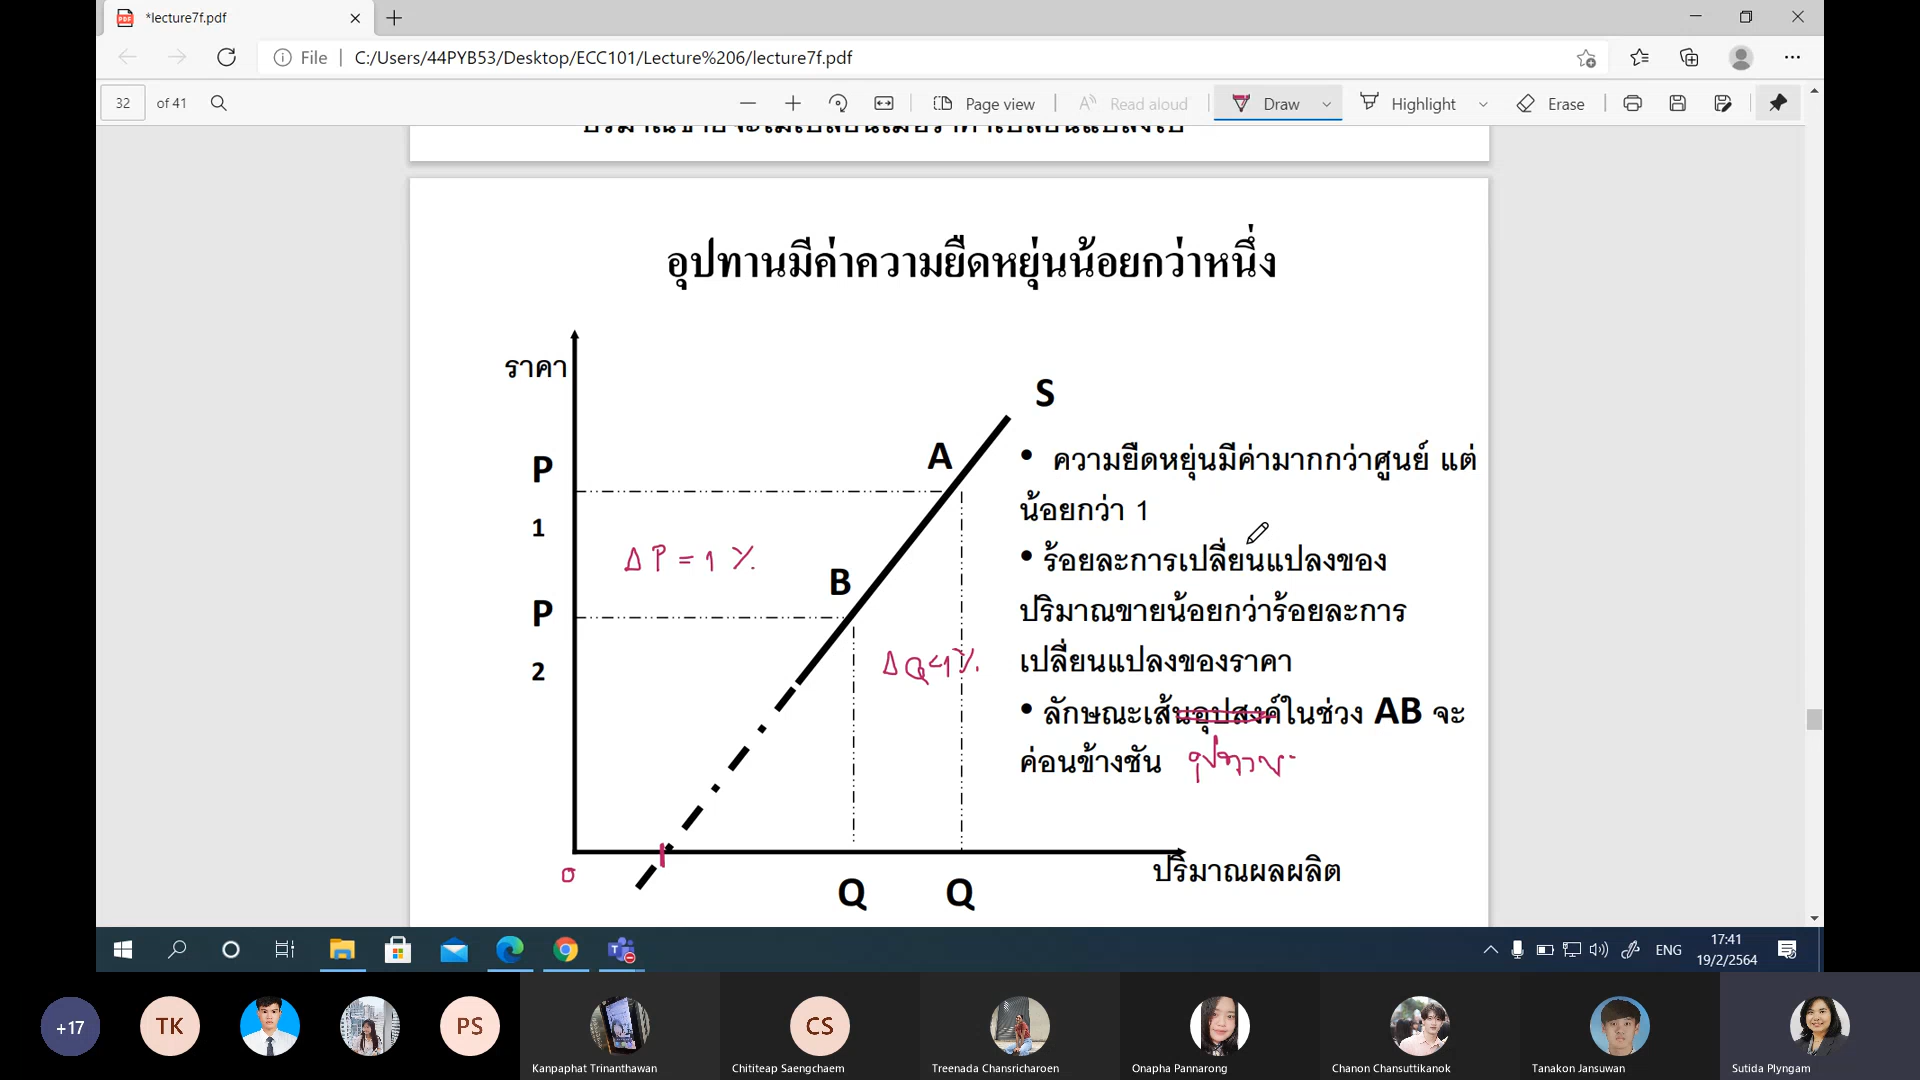 *lecture7f.pdf
File C:/Users/44PYB53/Desktop/ECC101/Lecture%206/lecture7f.pdf
32 of 41 Page view Read aloud Draw Highlight Erase
อุปทานมีค่าความยืดหยุ่นน้อยกว่าหนึ่ง
ราคา
S
P
1
A
ΔP = 1 %
B
P
2
ΔQ<1%
• ความยืดหยุ่นมีค่ามากกว่าศูนย์ แต่
น้อยกว่า 1
• ร้อยละการเปลี่ยนแปลงของ
ปริมาณขายน้อยกว่าร้อยละการ
เปลี่ยนแปลงของราคา
• ลักษณะเส้นอุปสงค์ในช่วง AB จะ
ค่อนข้างชัน อุปทาน
0
Q Q
ปริมาณผลผลิต
ENG
17:41
19/2/2564
+17
TK
PS
CS
Kanpaphat Trinanthawan
Chititeap Saengchaem
Treenada Chansricharoen
Onapha Pannarong
Chanon Chansuttikanok
Tanakon Jansuwan
Sutida Plyngam